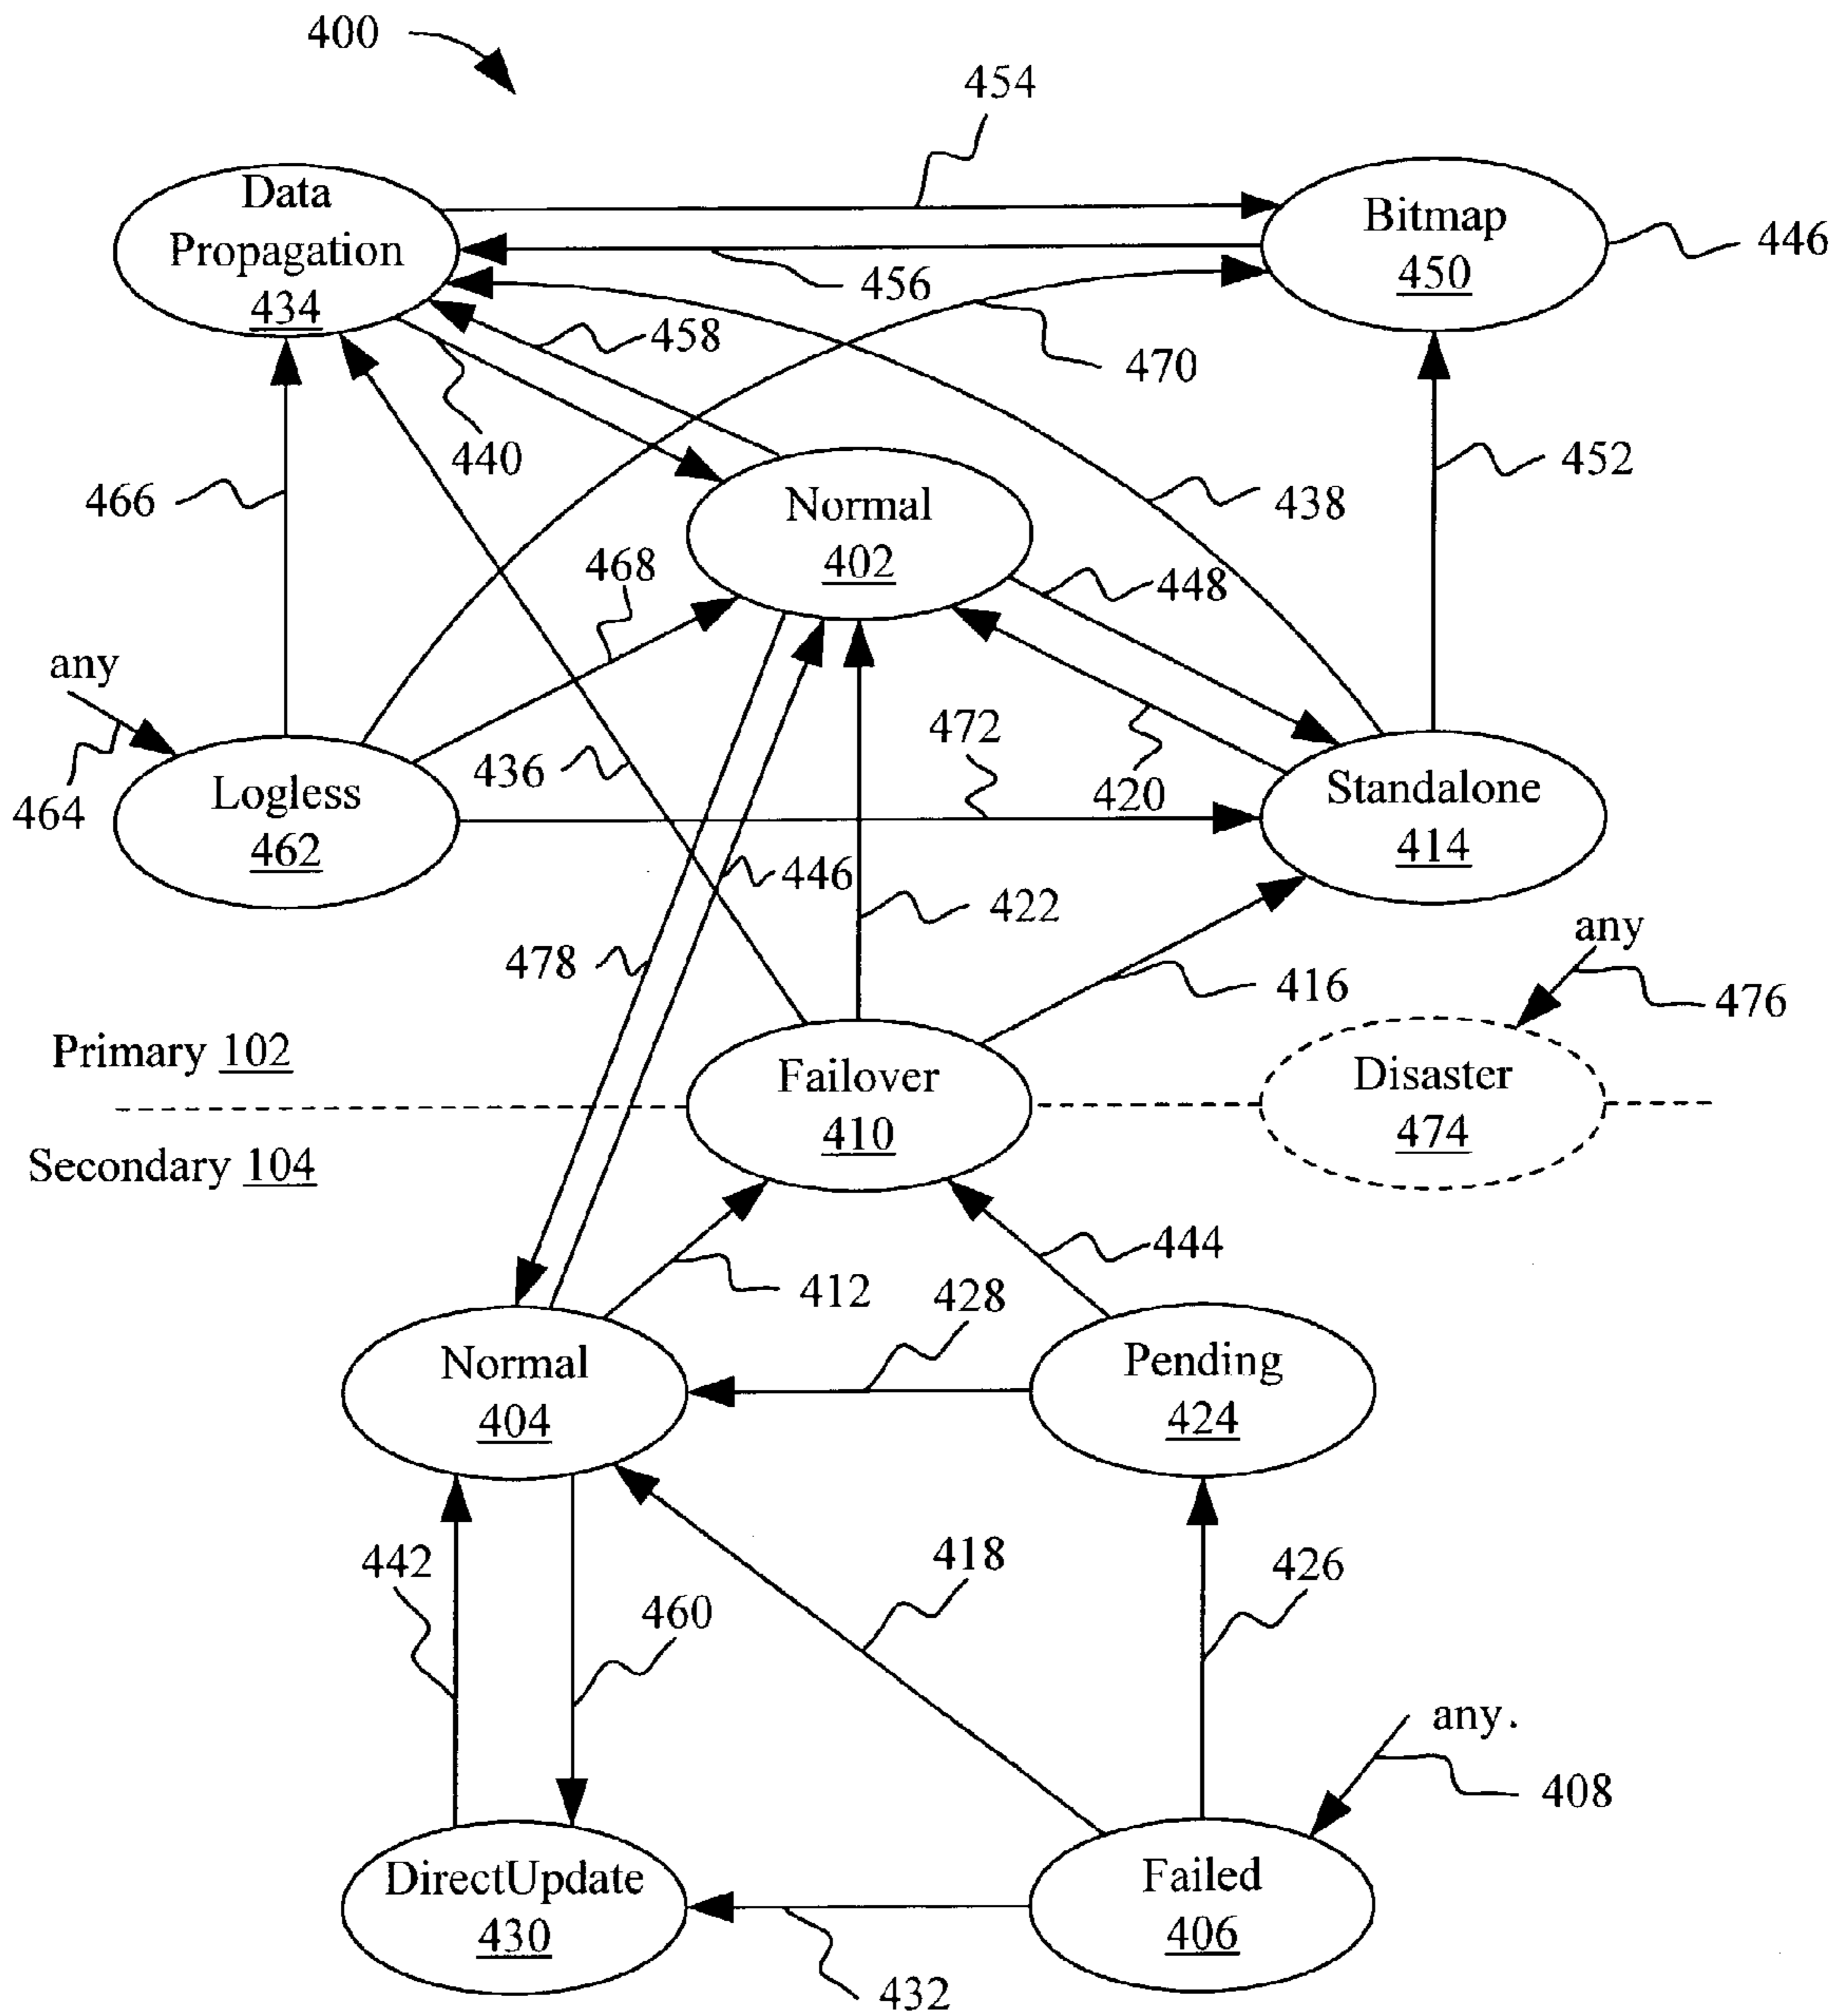 400
454
Data
Propagation
434
Bitmap
450
446
456
458
470
440
452
466
438
Normal
402
468
448
any
464
436
472
420
Logless
462
Standalone
414
446
422
478
416
any
476
Primary 102
Failover
410
Disaster
474
Secondary 104
444
412
428
Normal
404
Pending
424
442
418
426
460
any.
408
DirectUpdate
430
Failed
406
432